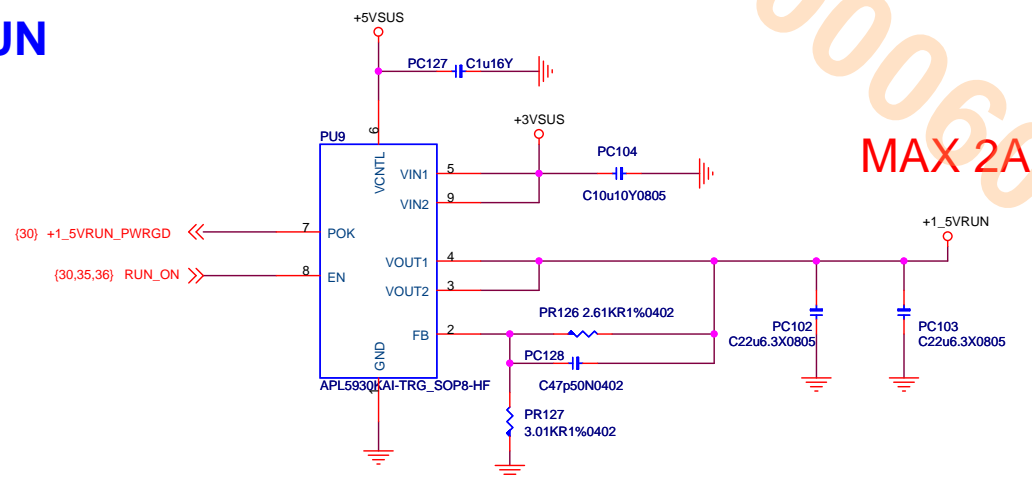 UN
+5VSUS
PC127 C1u16Y
+3VSUS
PC104
C10u10Y0805
MAX 2A
PU9
6
VCNTL
VIN1 5
VIN2 9
{30} +1_5VRUN_PWRGD
7 POK
{30,35,36} RUN_ON
8 EN
VOUT1 4
VOUT2 3
+1_5VRUN
FB 2
PR126 2.61KR1%0402
PC128
C47p50N0402
PC102
C22u6.3X0805
PC103
C22u6.3X0805
GND
1
APL5930KAI-TRG_SOP8-HF
PR127
3.01KR1%0402